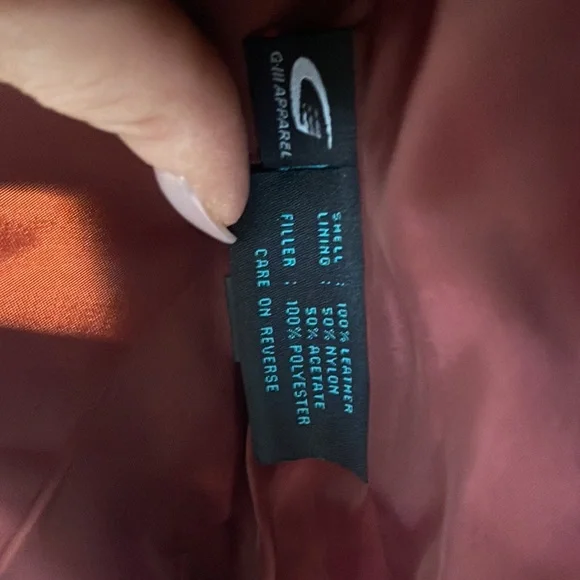 G-III APPAREL
SHELL : 100% LEATHER
LINING : 50% NYLON
50% ACETATE
FILLER : 100% POLYESTER
CARE ON REVERSE